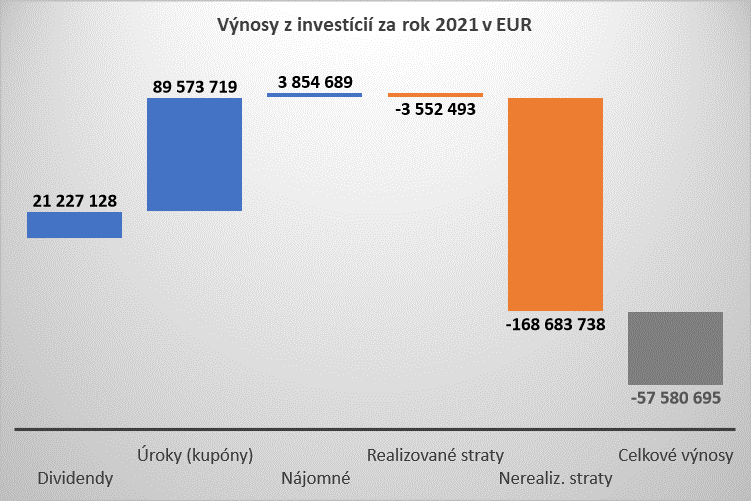 Výnosy z investícií za rok 2021 v EUR
89 573 719
3 854 689
-3 552 493
21 227 128
-168 683 738
-57 580 695
Úroky (kupóny)
Realizované straty
Celkové výnosy
Dividendy
Nájomné
Nerealiz. straty